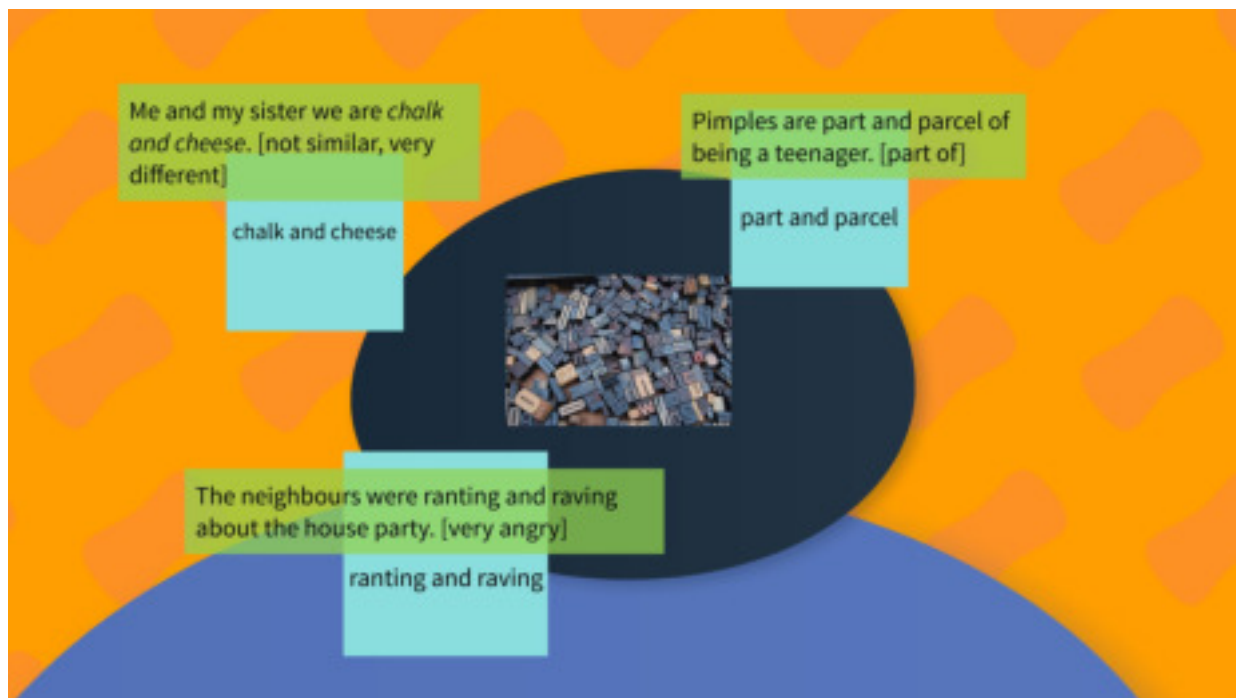 Me and my sister we are chalk
and cheese. [not similar, very
different]
chalk and cheese
Pimples are part and parcel of
being a teenager. [part of]
part and parcel
The neighbours were ranting and raving
about the house party. [very angry]
ranting and raving